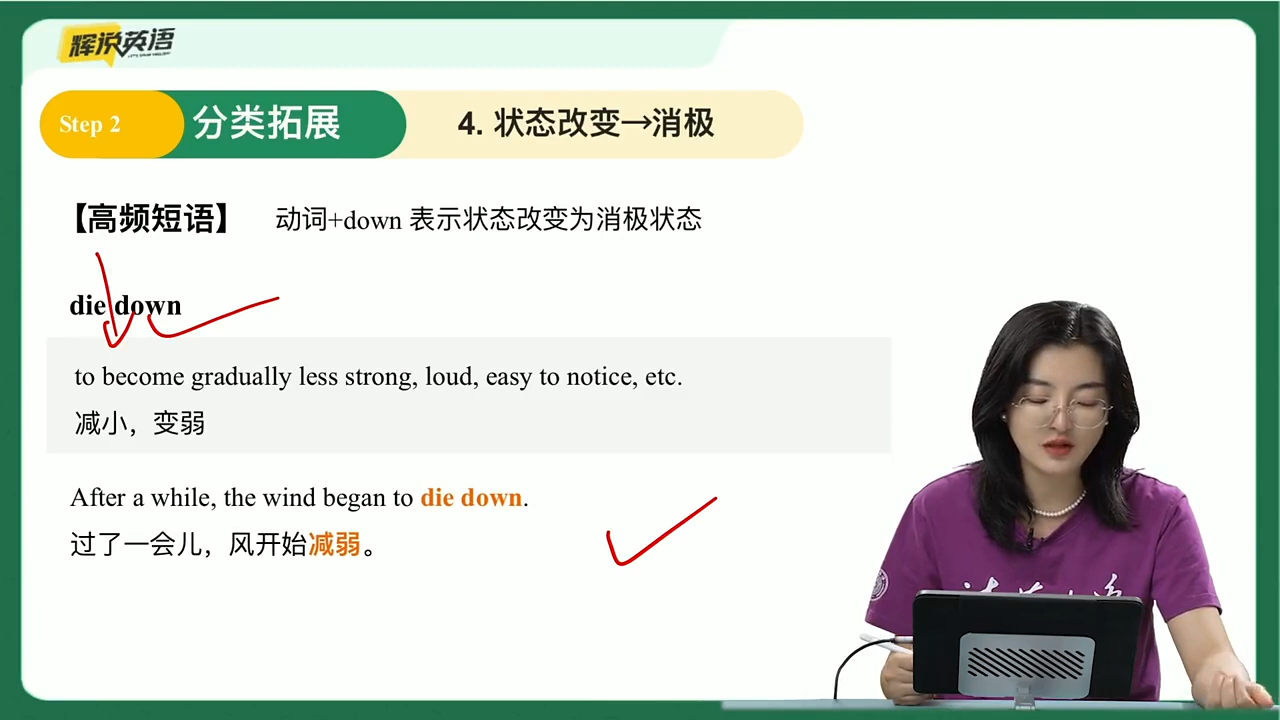 辉说英语
Step 2
分类拓展
4. 状态改变→消极
【高频短语】 动词+down 表示状态改变为消极状态
die down
to become gradually less strong, loud, easy to notice, etc.
减小，变弱
After a while, the wind began to die down.
过了一会儿，风开始减弱。